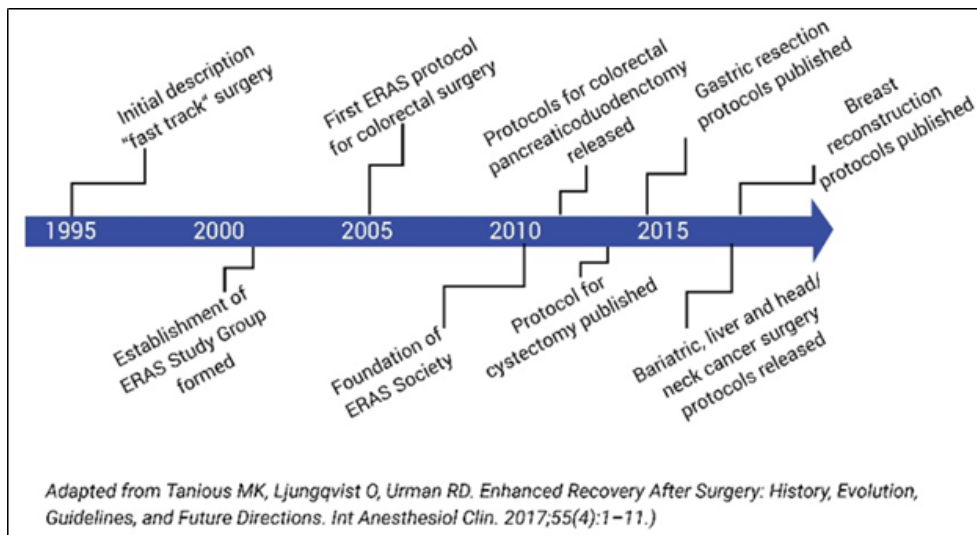 Initial description
"fast track" surgery
First ERAS protocol
for colorectal surgery
Protocols for colorectal
pancreaticoduodenctomy
released
Gastric resection
protocols published
Breast
reconstruction
protocols published
1995
2000
2005
2010
2015
Establishment of
ERAS Study Group
formed
Foundation of
ERAS Society
Protocol for
cystectomy published
Bariatric, liver and head/
neck cancer surgery
protocols released
Adapted from Tanious MK, Ljungqvist O, Urman RD. Enhanced Recovery After Surgery: History, Evolution,
Guidelines, and Future Directions. Int Anesthesiol Clin. 2017;55(4):1–11.)